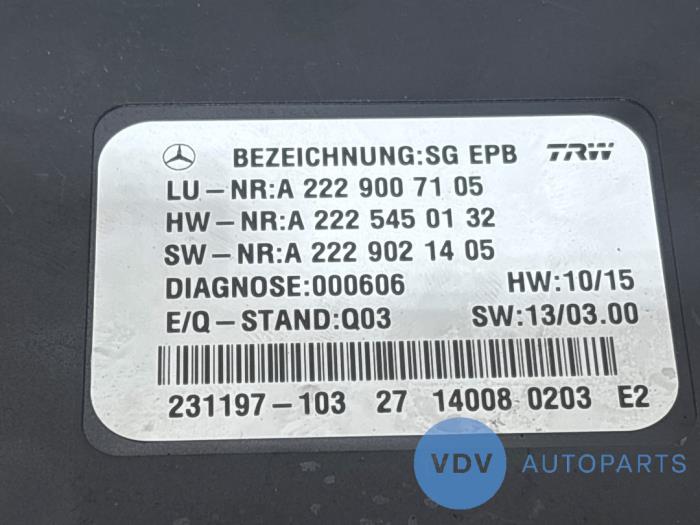 BEZEICHNUNG:SG EPB TRW
LU-NR:A 222 900 71 05
HW-NR:A 222 545 01 32
SW-NR:A 222 902 14 05
DIAGNOSE:000606 HW:10/15
E/Q-STAND:Q03 SW:13/03.00
231197-103 27 14008 0203 E2
VDV AUTOPARTS